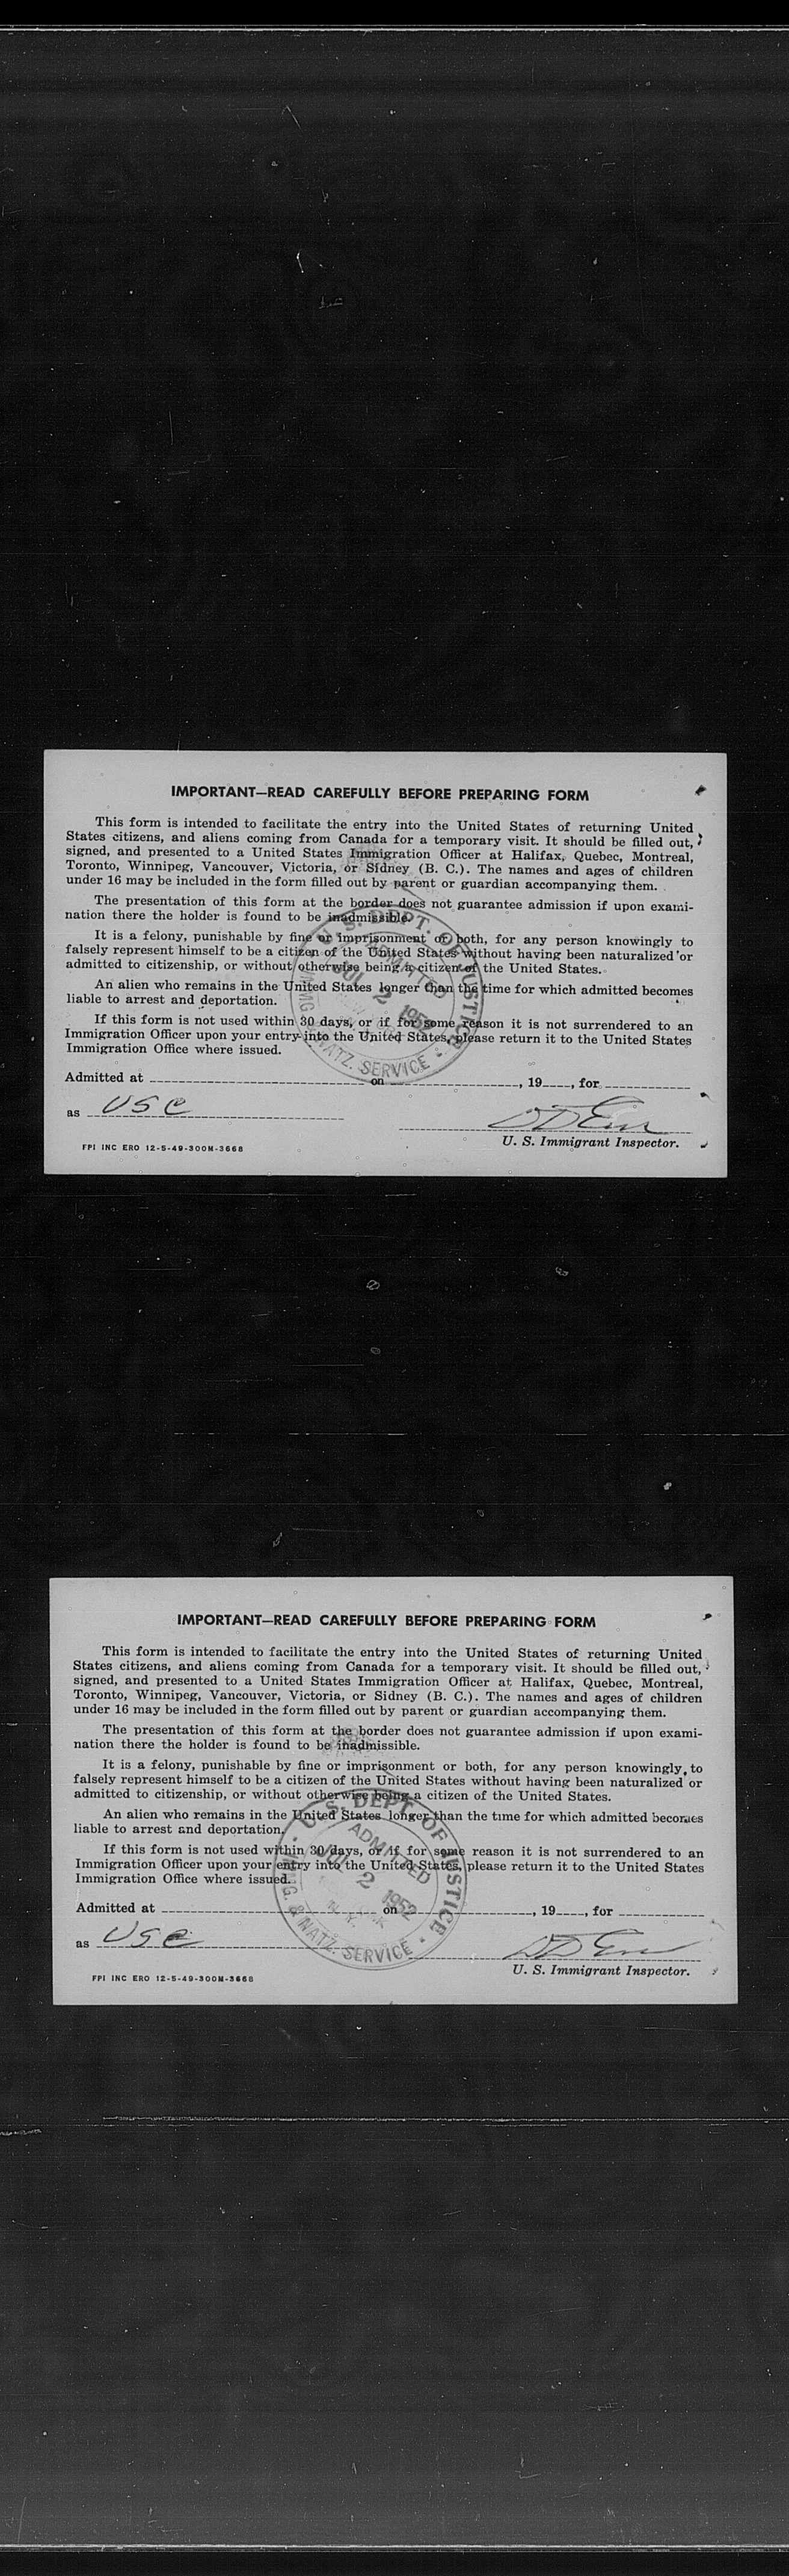 IMPORTANT—READ CAREFULLY BEFORE PREPARING FORM
This form is intended to facilitate the entry into the United States of returning United
States citizens, and aliens coming from Canada for a temporary visit. It should be filled out,
signed, and presented to a United States Immigration Officer at Halifax, Quebec, Montreal,
Toronto, Winnipeg, Vancouver, Victoria, or Sidney (B. C.). The names and ages of children
under 16 may be included in the form filled out by parent or guardian accompanying them.
The presentation of this form at the border does not guarantee admission if upon exami-
nation there the holder is found to be inadmissible.
It is a felony, punishable by fine or imprisonment or both, for any person knowingly to
falsely represent himself to be a citizen of the United States without having been naturalized or
admitted to citizenship, or without otherwise being a citizen of the United States.
An alien who remains in the United States longer than the time for which admitted becomes
liable to arrest and deportation.
If this form is not used within 30 days, or if for some reason it is not surrendered to an
Immigration Officer upon your entry into the United States, please return it to the United States
Immigration Office where issued.
U. S. DEPT. OF JUSTICE
ADMITTED
JUL 2 1952
IMMIG. & NATZ. SERVICE
Admitted at on , 19 , for
as USC
U. S. Immigrant Inspector.
FPI INC ERO 12-5-49-300M-3668
IMPORTANT—READ CAREFULLY BEFORE PREPARING FORM
This form is intended to facilitate the entry into the United States of returning United
States citizens, and aliens coming from Canada for a temporary visit. It should be filled out,
signed, and presented to a United States Immigration Officer at Halifax, Quebec, Montreal,
Toronto, Winnipeg, Vancouver, Victoria, or Sidney (B. C.). The names and ages of children
under 16 may be included in the form filled out by parent or guardian accompanying them.
The presentation of this form at the border does not guarantee admission if upon exami-
nation there the holder is found to be inadmissible.
It is a felony, punishable by fine or imprisonment or both, for any person knowingly to
falsely represent himself to be a citizen of the United States without having been naturalized or
admitted to citizenship, or without otherwise being a citizen of the United States.
An alien who remains in the United States longer than the time for which admitted becomes
liable to arrest and deportation.
If this form is not used within 30 days, or if for some reason it is not surrendered to an
Immigration Officer upon your entry into the United States, please return it to the United States
Immigration Office where issued.
U. S. DEPT. OF JUSTICE
ADMITTED
JUL 2 1952
IMMIG. & NATZ. SERVICE
Admitted at on , 19 , for
as USC
U. S. Immigrant Inspector.
FPI INC ERO 12-5-49-300M-3668